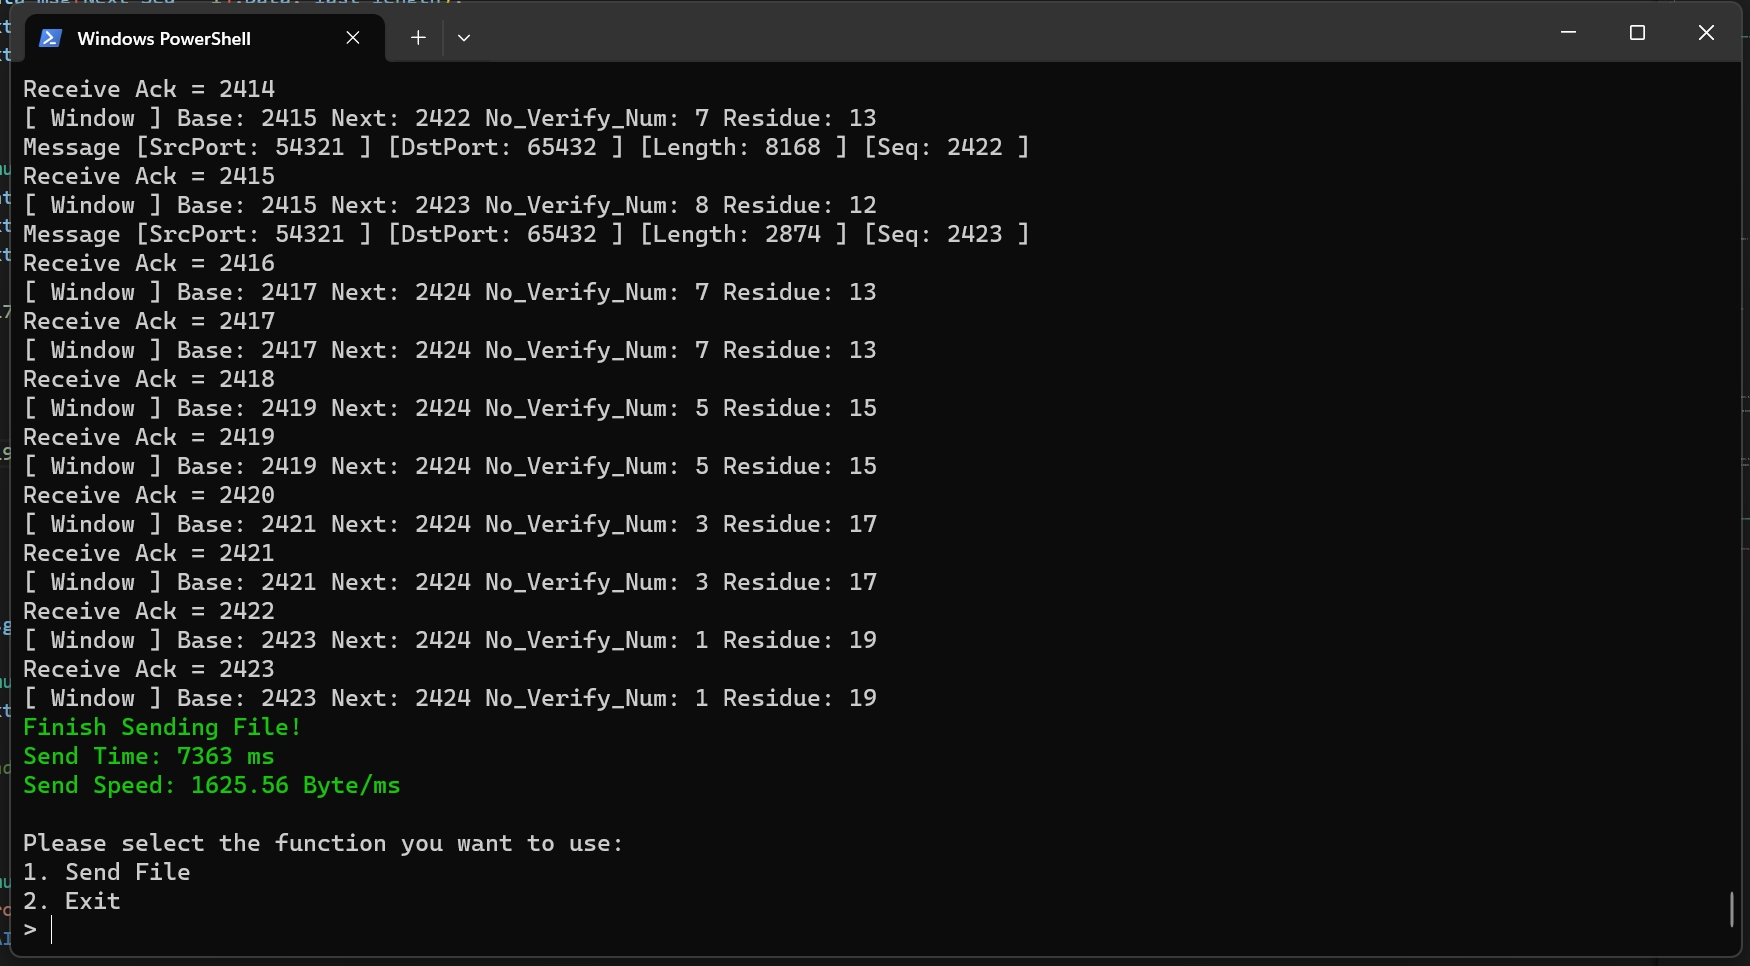 Windows PowerShell
Receive Ack = 2414
[ Window ] Base: 2415 Next: 2422 No_Verify_Num: 7 Residue: 13
Message [SrcPort: 54321 ] [DstPort: 65432 ] [Length: 8168 ] [Seq: 2422 ]
Receive Ack = 2415
[ Window ] Base: 2415 Next: 2423 No_Verify_Num: 8 Residue: 12
Message [SrcPort: 54321 ] [DstPort: 65432 ] [Length: 2874 ] [Seq: 2423 ]
Receive Ack = 2416
[ Window ] Base: 2417 Next: 2424 No_Verify_Num: 7 Residue: 13
Receive Ack = 2417
[ Window ] Base: 2417 Next: 2424 No_Verify_Num: 7 Residue: 13
Receive Ack = 2418
[ Window ] Base: 2419 Next: 2424 No_Verify_Num: 5 Residue: 15
Receive Ack = 2419
[ Window ] Base: 2419 Next: 2424 No_Verify_Num: 5 Residue: 15
Receive Ack = 2420
[ Window ] Base: 2421 Next: 2424 No_Verify_Num: 3 Residue: 17
Receive Ack = 2421
[ Window ] Base: 2421 Next: 2424 No_Verify_Num: 3 Residue: 17
Receive Ack = 2422
[ Window ] Base: 2423 Next: 2424 No_Verify_Num: 1 Residue: 19
Receive Ack = 2423
[ Window ] Base: 2423 Next: 2424 No_Verify_Num: 1 Residue: 19
Finish Sending File!
Send Time: 7363 ms
Send Speed: 1625.56 Byte/ms
Please select the function you want to use:
1. Send File
2. Exit
>